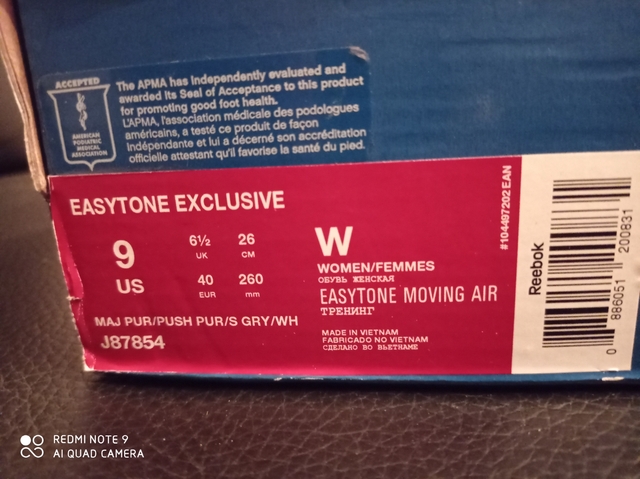 ACCEPTED
AMERICAN
PODIATRIC
MEDICAL
ASSOCIATION
The APMA has independently evaluated and
awarded its Seal of Acceptance to this product
for promoting good foot health.
L'APMA, l'association médicale des podologues
américains, a testé ce produit de façon
indépendante et lui a décerné son accréditation
officielle attestant qu'il favorise la santé du pied.
EASYTONE EXCLUSIVE
9
US
6½
UK
26
CM
40
EUR
260
mm
MAJ PUR/PUSH PUR/S GRY/WH
J87854
W
WOMEN/FEMMES
ОБУВЬ ЖЕНСКАЯ
EASYTONE MOVING AIR
ТРЕНИНГ
MADE IN VIETNAM
FABRICADO NO VIETNAM
СДЕЛАНО ВО ВЬЕТНАМЕ
#104497202 EAN
Reebok
0 886051 200831
REDMI NOTE 9
AI QUAD CAMERA